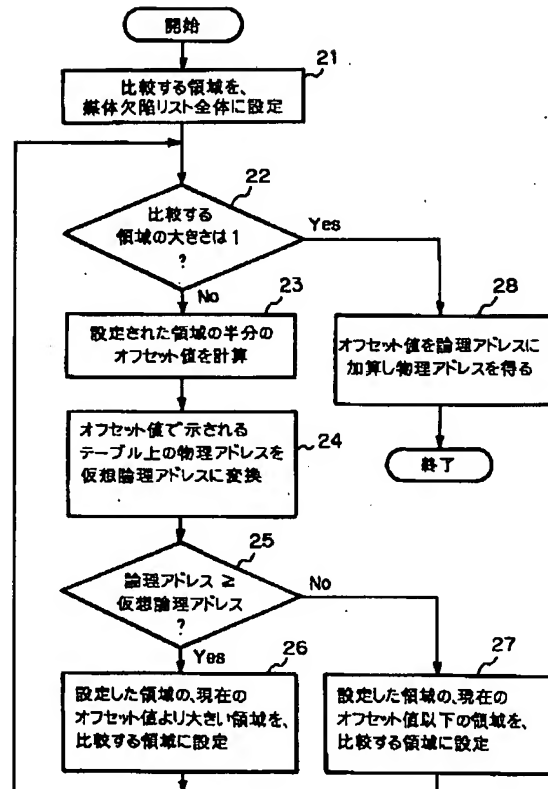 開始
21
比較する領域を、
媒体欠陥リスト全体に設定
22
比較する
領域の大きさは1
?
Yes
No
23
設定された領域の半分の
オフセット値を計算
28
オフセット値を論理アドレスに
加算し物理アドレスを得る
終了
オフセット値で示される
テーブル上の物理アドレスを
仮想論理アドレスに変換
24
25
論理アドレス ≧
仮想論理アドレス
?
No
Yes
26
設定した領域の、現在の
オフセット値より大きい領域を、
比較する領域に設定
27
設定した領域の、現在の
オフセット値以下の領域を、
比較する領域に設定